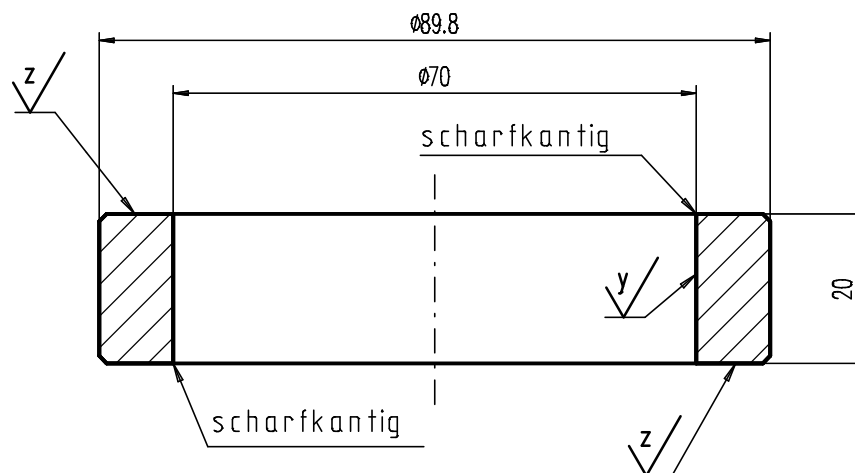 ⌀89.8
z
⌀70
scharfkantig
y
20
scharfkantig
z